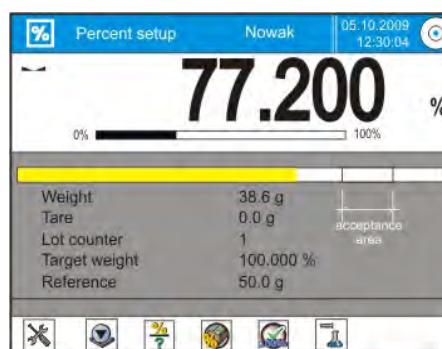 % Percent setup Nowak 05.10.2009
12:30:04
77.200 %
0% 100%
Weight 38.6 g
Tare 0.0 g
acceptance
area
Lot counter 1
Target weight 100.000 %
Reference 50.0 g
%
?